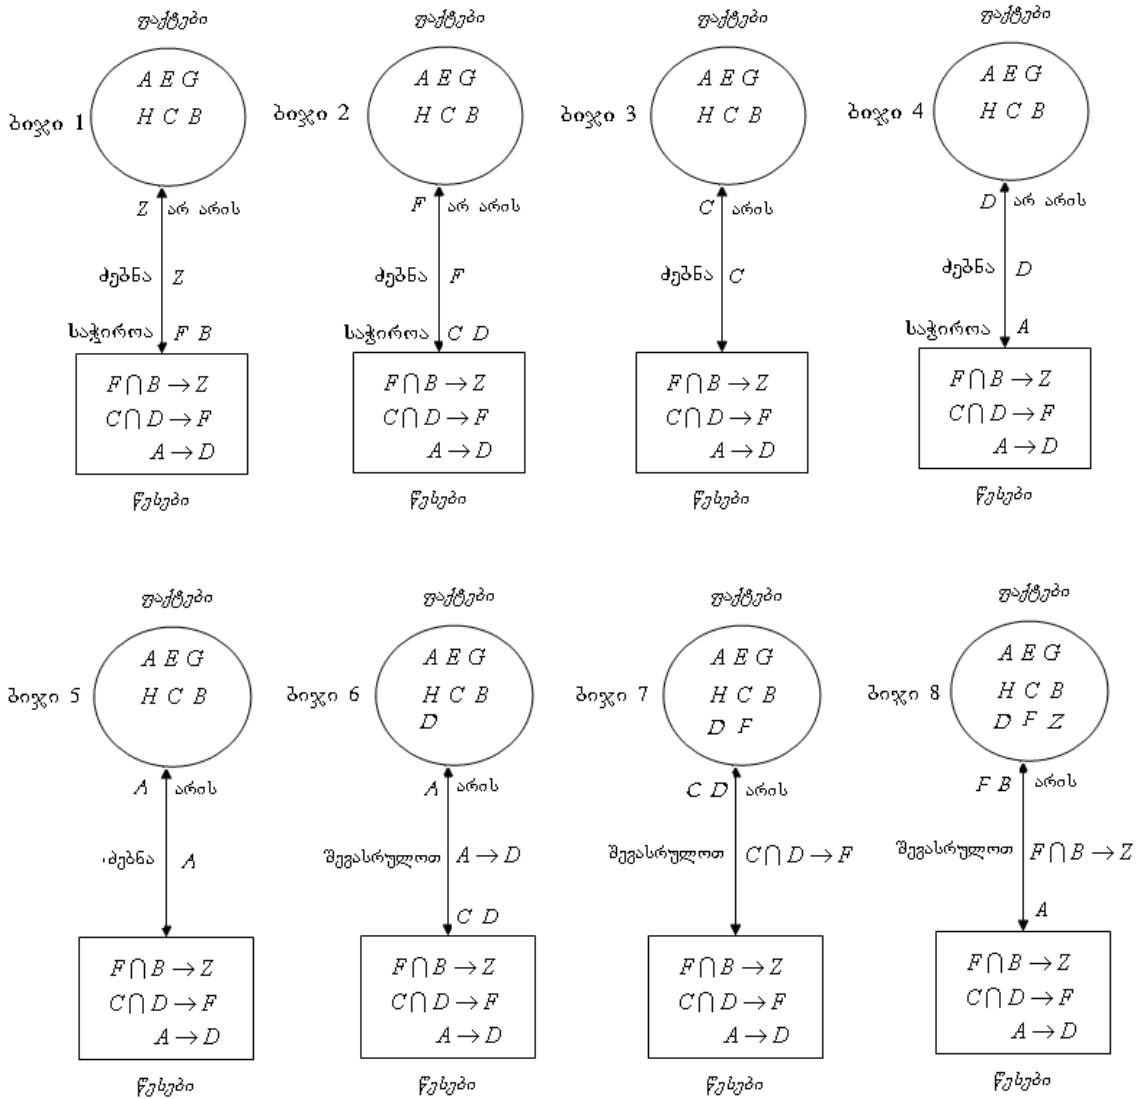 ფაქტები
A E G
ბიჯი 1
H C B
Z არ არის
ძებნა Z
საჭიროა F B
F⋂B → Z
C⋂D → F
A → D
წესები
ფაქტები
A E G
ბიჯი 2
H C B
F არ არის
ძებნა F
საჭიროა C D
F⋂B → Z
C⋂D → F
A → D
წესები
ფაქტები
A E G
ბიჯი 3
H C B
C არის
ძებნა C
F⋂B → Z
C⋂D → F
A → D
წესები
ფაქტები
A E G
ბიჯი 4
H C B
D არ არის
ძებნა D
საჭიროა A
F⋂B → Z
C⋂D → F
A → D
წესები
ფაქტები
A E G
ბიჯი 5
H C B
A არის
ძებნა A
F⋂B → Z
C⋂D → F
A → D
წესები
ფაქტები
A E G
ბიჯი 6
H C B
D
A არის
შევასრულოთ A → D
C D
F⋂B → Z
C⋂D → F
A → D
წესები
ფაქტები
A E G
ბიჯი 7
H C B
D F
C D არის
შევასრულოთ C⋂D → F
F⋂B → Z
C⋂D → F
A → D
წესები
ფაქტები
A E G
ბიჯი 8
H C B
D F Z
F B არის
შევასრულოთ F⋂B → Z
A
F⋂B → Z
C⋂D → F
A → D
წესები